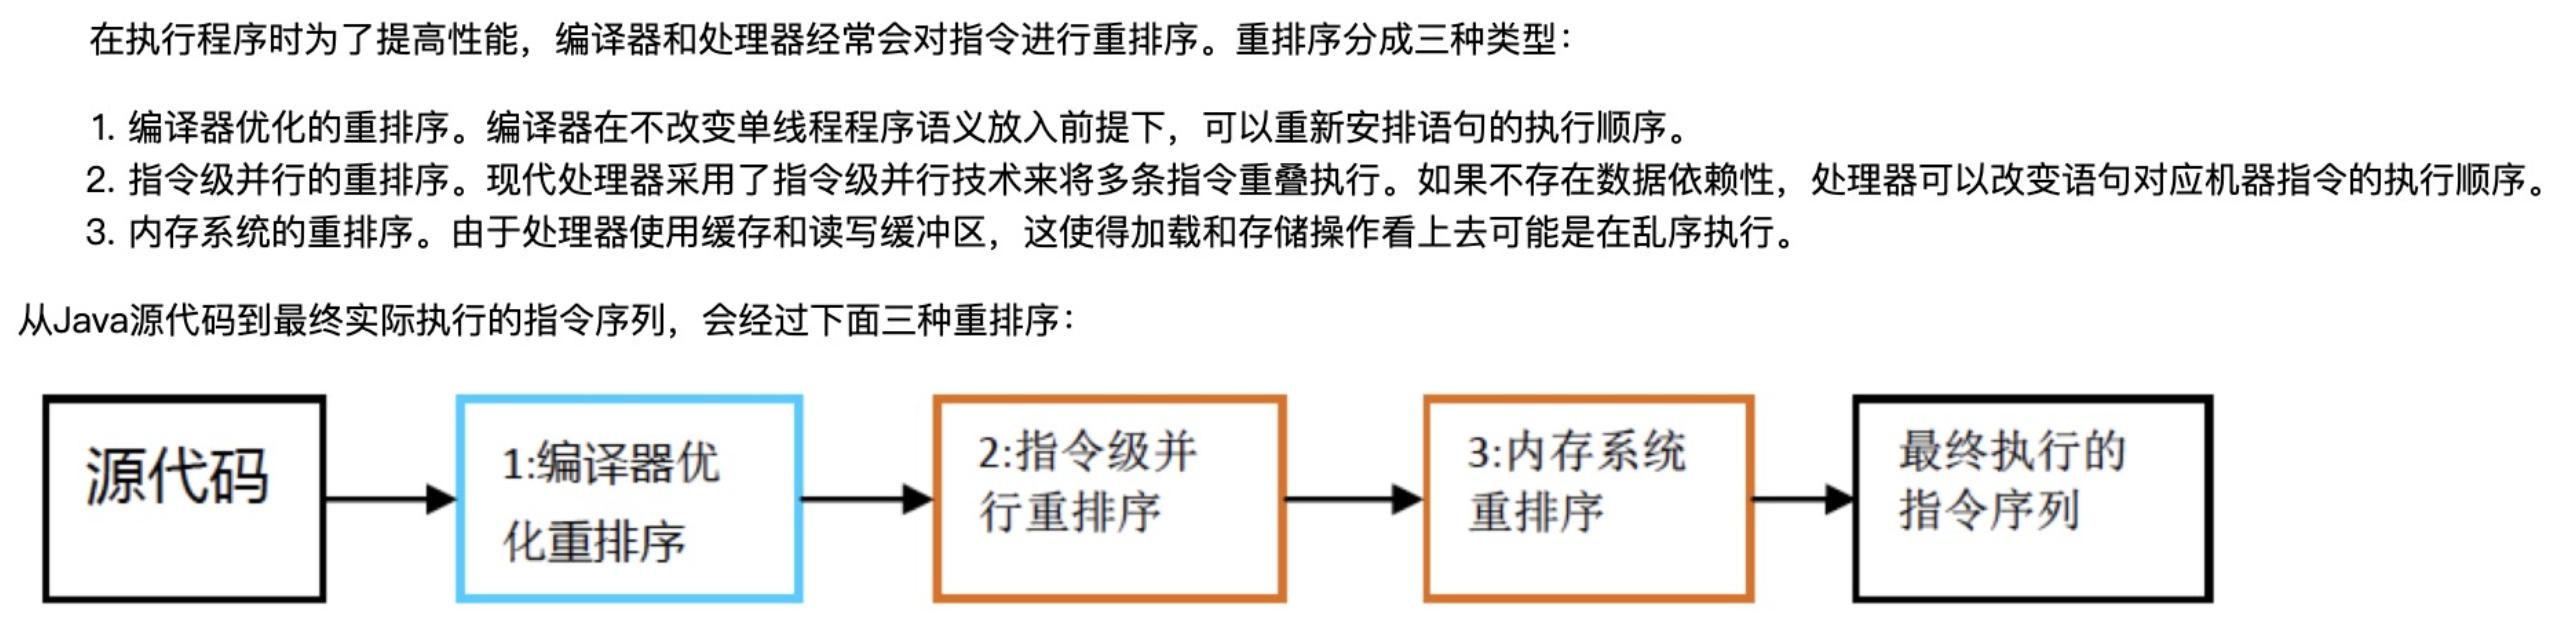 在执行程序时为了提高性能，编译器和处理器经常会对指令进行重排序。重排序分成三种类型：
1. 编译器优化的重排序。编译器在不改变单线程程序语义放入前提下，可以重新安排语句的执行顺序。
2. 指令级并行的重排序。现代处理器采用了指令级并行技术来将多条指令重叠执行。如果不存在数据依赖性，处理器可以改变语句对应机器指令的执行顺序。
3. 内存系统的重排序。由于处理器使用缓存和读写缓冲区，这使得加载和存储操作看上去可能是在乱序执行。
从Java源代码到最终实际执行的指令序列，会经过下面三种重排序：
源代码
1:编译器优
化重排序
2:指令级并
行重排序
3:内存系统
重排序
最终执行的
指令序列